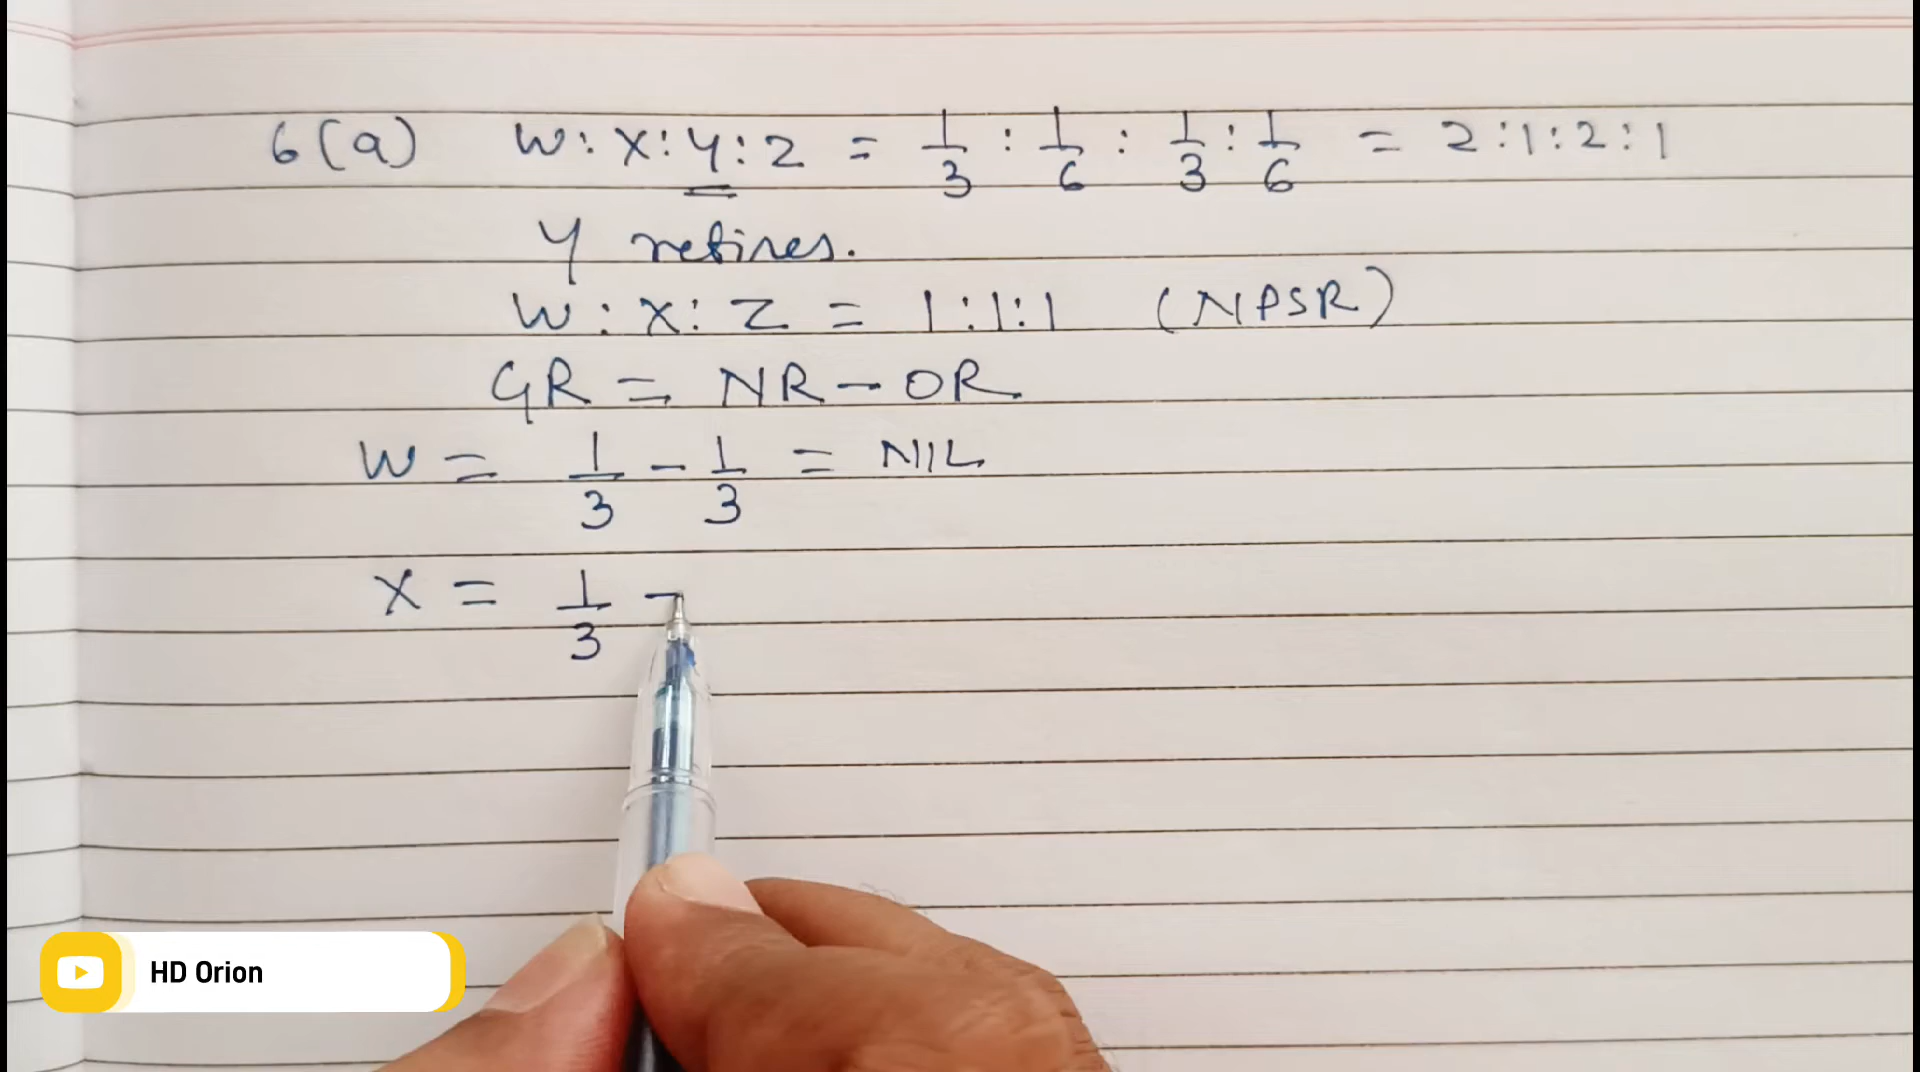 6(a) W:X:Y:Z = 1/3 : 1/6 : 1/3 : 1/6 = 2:1:2:1
Y retires.
W:X:Z = 1:1:1 (NPSR)
GR = NR - OR
W = 1/3 - 1/3 = NIL
X = 1/3 -
HD Orion